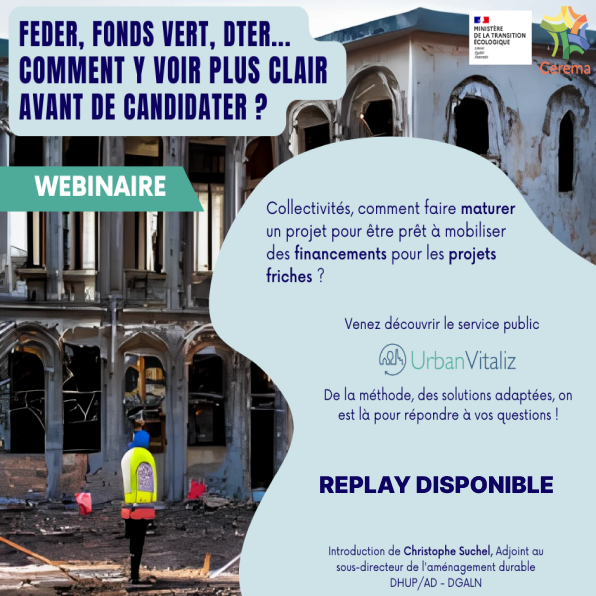 FEDER, FONDS VERT, DTER...
COMMENT Y VOIR PLUS CLAIR
AVANT DE CANDIDATER ?
MINISTÈRE
DE LA TRANSITION
ÉCOLOGIQUE
Liberté
Égalité
Fraternité
Cerema
WEBINAIRE
Collectivités, comment faire maturer
un projet pour être prêt à mobiliser
des financements pour les projets
friches ?
Venez découvrir le service public
UrbanVitaliz
De la méthode, des solutions adaptées, on
est là pour répondre à vos questions !
REPLAY DISPONIBLE
Introduction de Christophe Suchel, Adjoint au
sous-directeur de l'aménagement durable
DHUP/AD - DGALN